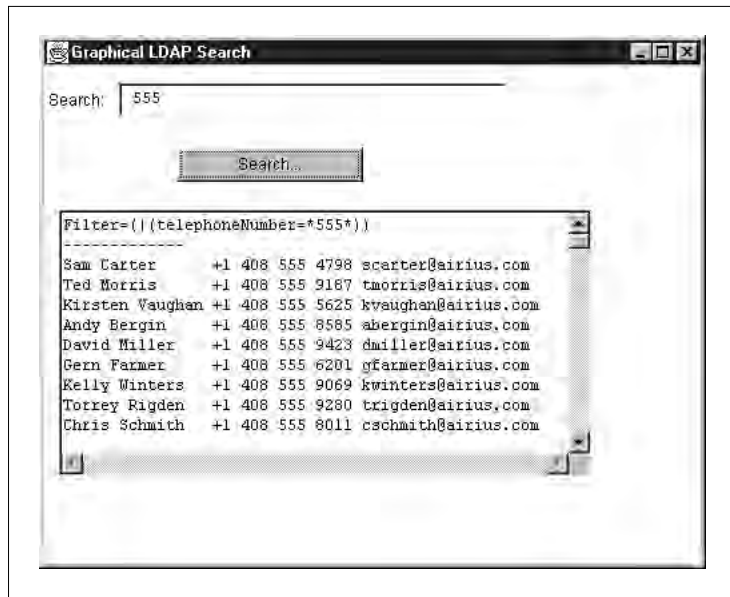 Graphical LDAP Search
Search: 555
Search...
Filter=(|(telephoneNumber=*555*))
--------------
Sam Carter +1 408 555 4798 scarter@airius.com
Ted Morris +1 408 555 9187 tmorris@airius.com
Kirsten Vaughan +1 408 555 5625 kvaughan@airius.com
Andy Bergin +1 408 555 8585 abergin@airius.com
David Miller +1 408 555 9423 dmiller@airius.com
Gern Farmer +1 408 555 6201 gfarmer@airius.com
Kelly Winters +1 408 555 9069 kwinters@airius.com
Torrey Rigden +1 408 555 9280 trigden@airius.com
Chris Schmith +1 408 555 8011 cschmith@airius.com